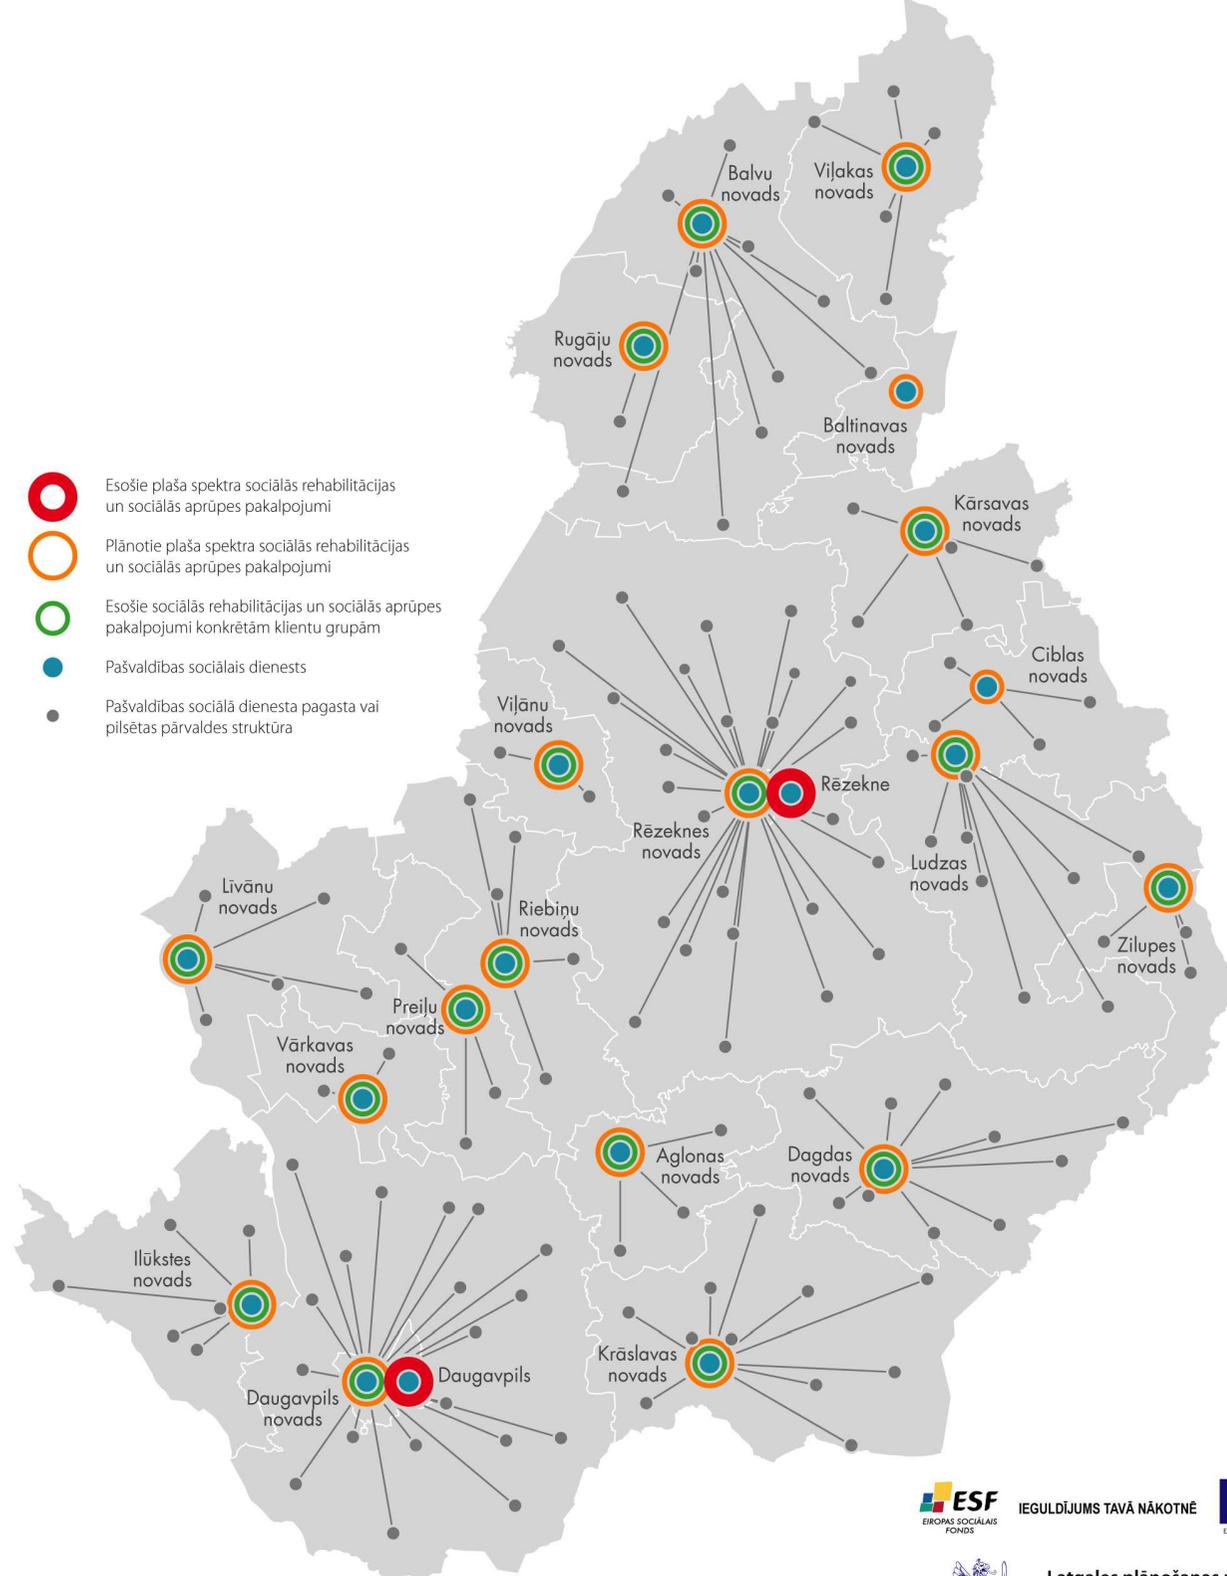 Balvu
novads
Viļakas
novads
Rugāju
novads
Baltinavas
novads
Esošie plaša spektra sociālās rehabilitācijas
un sociālās aprūpes pakalpojumi
Plānotie plaša spektra sociālās rehabilitācijas
un sociālās aprūpes pakalpojumi
Esošie sociālās rehabilitācijas un sociālās aprūpes
pakalpojumi konkrētām klientu grupām
Pašvaldības sociālais dienests
Pašvaldības sociālā dienesta pagasta vai
pilsētas pārvaldes struktūra
Kārsavas
novads
Ciblas
novads
Viļānu
novads
Rēzekne
Rēzeknes
novads
Ludzas
novads
Līvānu
novads
Riebiņu
novads
Zilupes
novads
Preiļu
novads
Vārkavas
novads
Aglonas
novads
Dagdas
novads
Ilūkstes
novads
Krāslavas
novads
Daugavpils
Daugavpils
novads
ESF
EIROPAS SOCIĀLAIS
FONDS
IEGULDĪJUMS TAVĀ NĀKOTNĒ